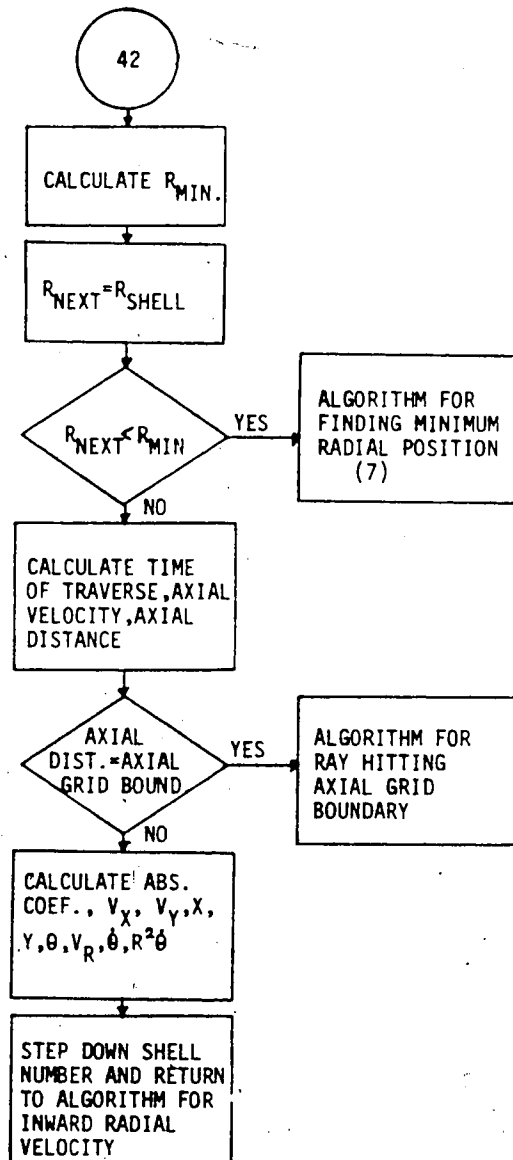 42
CALCULATE R_MIN.
R_NEXT=R_SHELL
R_NEXT<R_MIN
YES
ALGORITHM FOR
FINDING MINIMUM
RADIAL POSITION
(7)
NO
CALCULATE TIME
OF TRAVERSE,AXIAL
VELOCITY,AXIAL
DISTANCE
AXIAL
DIST.=AXIAL
GRID BOUND
YES
ALGORITHM FOR
RAY HITTING
AXIAL GRID
BOUNDARY
NO
CALCULATE ABS.
COEF., V_X, V_Y,X,
Y,θ,V_R,θ̇,R²θ̇
STEP DOWN SHELL
NUMBER AND RETURN
TO ALGORITHM FOR
INWARD RADIAL
VELOCITY